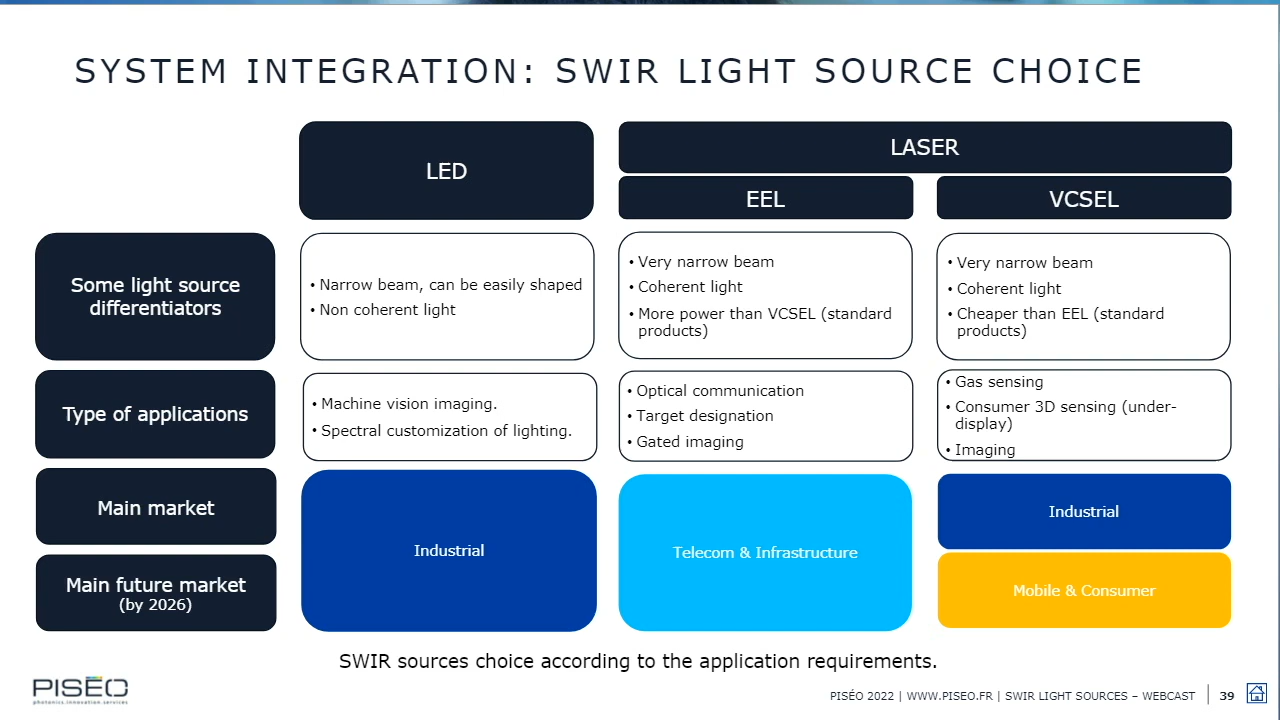 SYSTEM INTEGRATION: SWIR LIGHT SOURCE CHOICE
LED
LASER
EEL
VCSEL
Some light source
differentiators
• Narrow beam, can be easily shaped
• Non coherent light
• Very narrow beam
• Coherent light
• More power than VCSEL (standard
products)
• Very narrow beam
• Coherent light
• Cheaper than EEL (standard
products)
Type of applications
• Machine vision imaging.
• Spectral customization of lighting.
• Optical communication
• Target designation
• Gated imaging
• Gas sensing
• Consumer 3D sensing (under-
display)
• Imaging
Main market
Main future market
(by 2026)
Industrial
Telecom & Infrastructure
Industrial
Mobile & Consumer
SWIR sources choice according to the application requirements.
PISEO
photonics.innovation.services
PISÉO 2022 | WWW.PISEO.FR | SWIR LIGHT SOURCES – WEBCAST
39